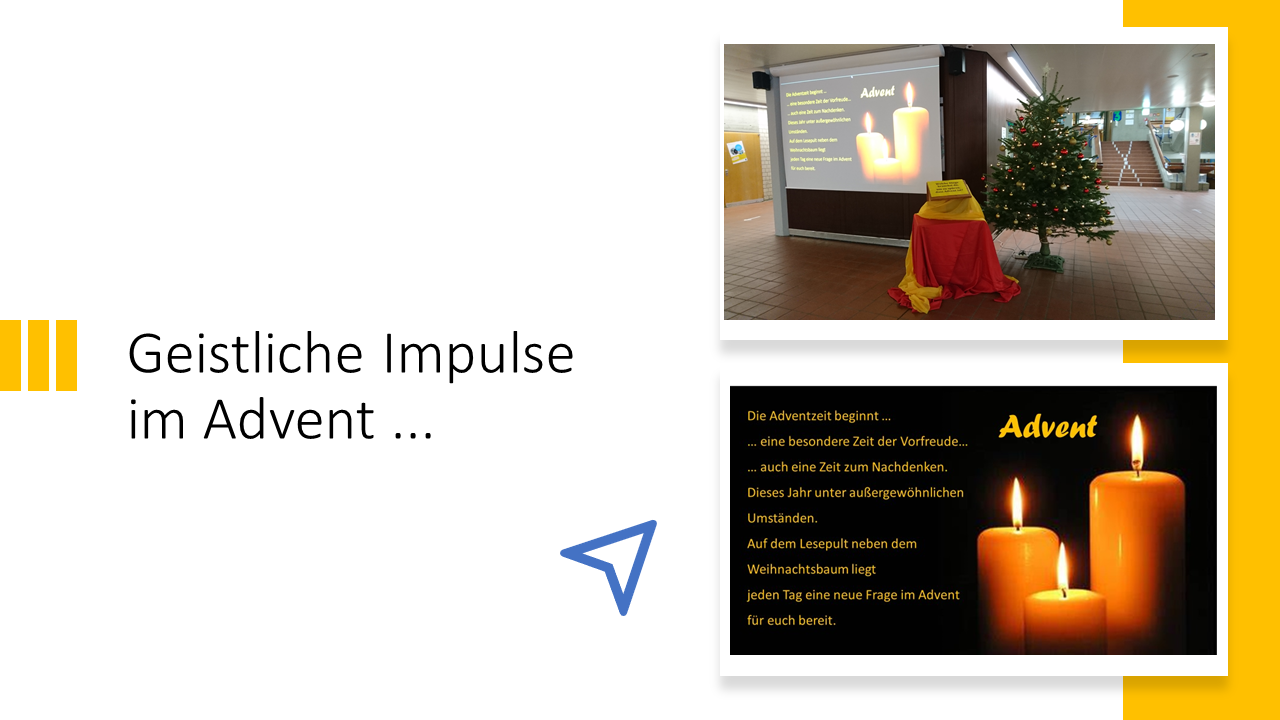 Geistliche Impulse
im Advent ...
Die Adventzeit beginnt ...
... eine besondere Zeit der Vorfreude...
... auch eine Zeit zum Nachdenken.
Dieses Jahr unter außergewöhnlichen
Umständen.
Auf dem Lesepult neben dem
Weihnachtsbaum liegt
jeden Tag eine neue Frage im Advent
für euch bereit.
Advent
Die Adventzeit beginnt ...
... eine besondere Zeit der Vorfreude...
... auch eine Zeit zum Nachdenken.
Dieses Jahr unter außergewöhnlichen
Umständen.
Auf dem Lesepult neben dem
Weihnachtsbaum liegt
jeden Tag eine neue Frage im Advent
für euch bereit.
Advent